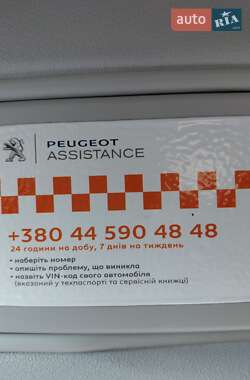 auto RIA
PEUGEOT
ASSISTANCE
+380 44 590 48 48
24 години на добу, 7 днів на тиждень
• наберіть номер
• опишіть проблему, що виникла
• назвіть VIN-код свого автомобіля
(вказаний у техпаспорті та сервісній книжці)